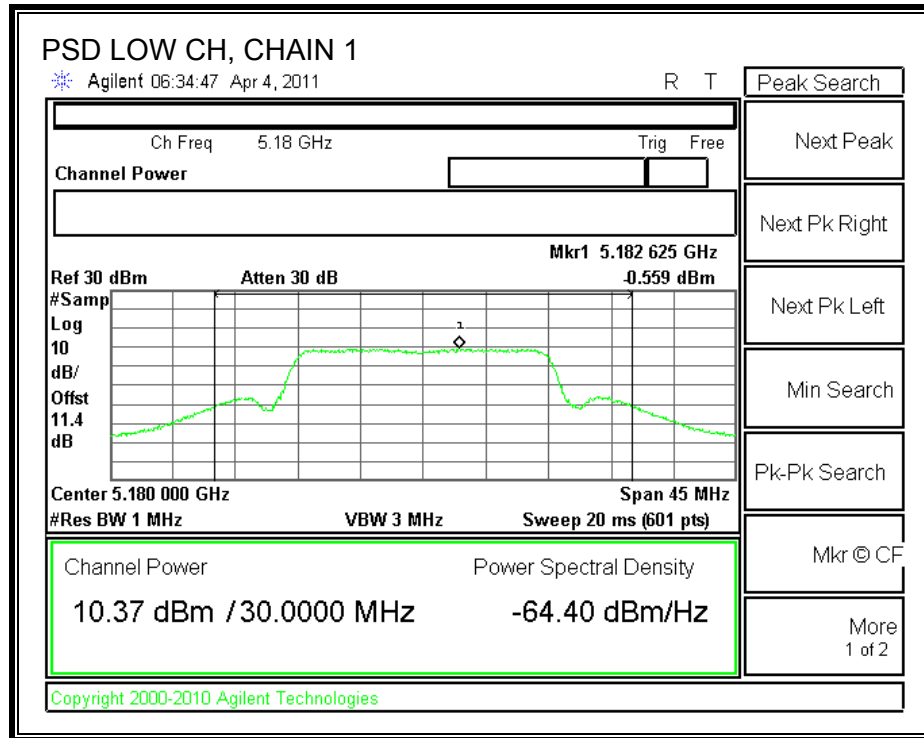 PSD LOW CH, CHAIN 1
Agilent 06:34:47 Apr 4, 2011 R T
Peak Search
Ch Freq 5.18 GHz Trig Free
Channel Power
Mkr1 5.182 625 GHz
Ref 30 dBm Atten 30 dB -0.559 dBm
#Samp
Log
10
dB/
Offst
11.4
dB
1
Center 5.180 000 GHz Span 45 MHz
#Res BW 1 MHz VBW 3 MHz Sweep 20 ms (601 pts)
Channel Power Power Spectral Density
10.37 dBm / 30.0000 MHz -64.40 dBm/Hz
Next Peak
Next Pk Right
Next Pk Left
Min Search
Pk-Pk Search
Mkr © CF
More
1 of 2
Copyright 2000-2010 Agilent Technologies